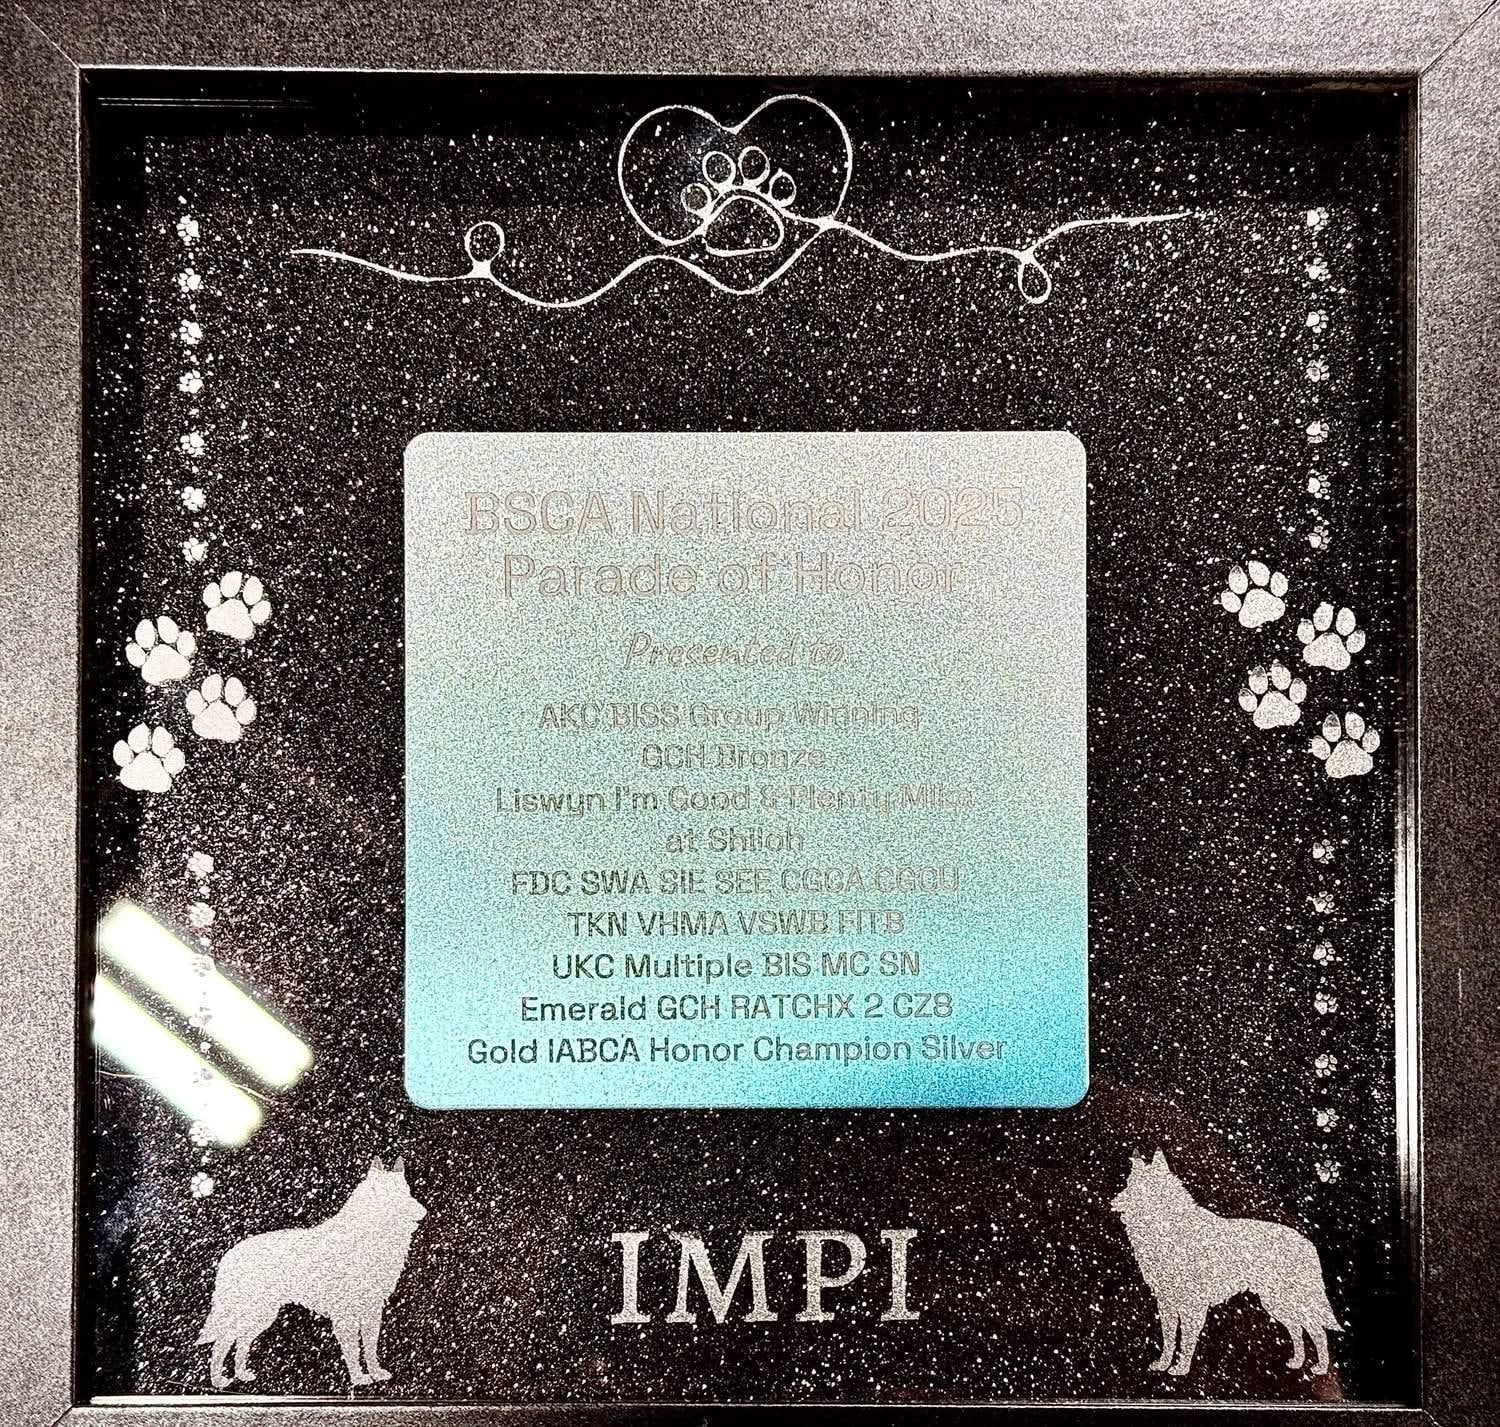 BSCA National 2025
Parade of Honor
Presented to
AKC BISS Group Winning
GCH Bronze
Liswyn I'm Good & Plenty Mlka
at Shiloh
FDC SWA SIE SEE CGCA CGCU
TKN VHMA VSWB FITB
UKC Multiple BIS MC SN
Emerald GCH RATCHX 2 CZ8
Gold IABCA Honor Champion Silver
IMPI